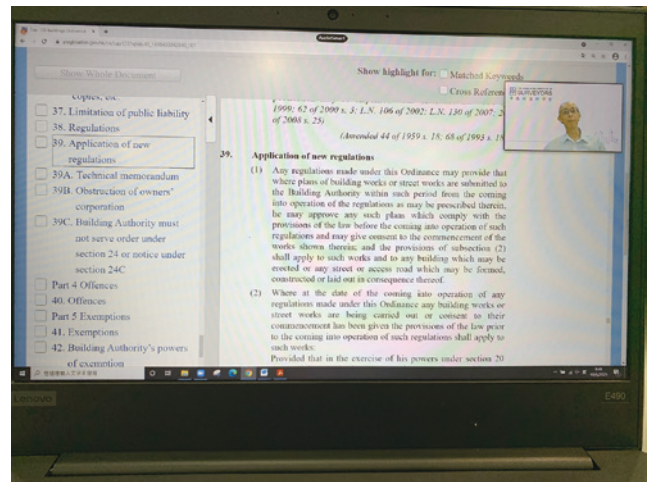 Show Whole Document
Show highlight for:
Matched Keywords
Cross Referen
SURVEYORS
37. Limitation of public liability
38. Regulations
39. Application of new
regulations
39A. Technical memorandum
39B. Obstruction of owners'
corporation
39C. Building Authority must
not serve order under
section 24 or notice under
section 24C
Part 4 Offences
40. Offences
Part 5 Exemptions
41. Exemptions
42. Building Authority's powers
of exemption
1999; 62 of 2000 s. 3; L.N. 106 of 2002; L.N. 130 of 2007; 2
of 2008 s. 25)
(Amended 44 of 1959 s. 18; 68 of 1993 s. 18
39. Application of new regulations
(1) Any regulations made under this Ordinance may provide that
where plans of building works or street works are submitted to
the Building Authority within such period from the coming
into operation of the regulations as may be prescribed therein,
he may approve any such plans which comply with the
provisions of the law before the coming into operation of such
regulations and may give consent to the commencement of the
works shown therein; and the provisions of subsection (2)
shall apply to such works and to any building which may be
erected or any street or access road which may be formed,
constructed or laid out in consequence thereof.
(2) Where at the date of the coming into operation of any
regulations made under this Ordinance any building works or
street works are being carried out or consent to their
commencement has been given the provisions of the law prior
to the coming into operation of such regulations shall apply to
such works:
Provided that in the exercise of his powers under section 20
Lenovo
E490